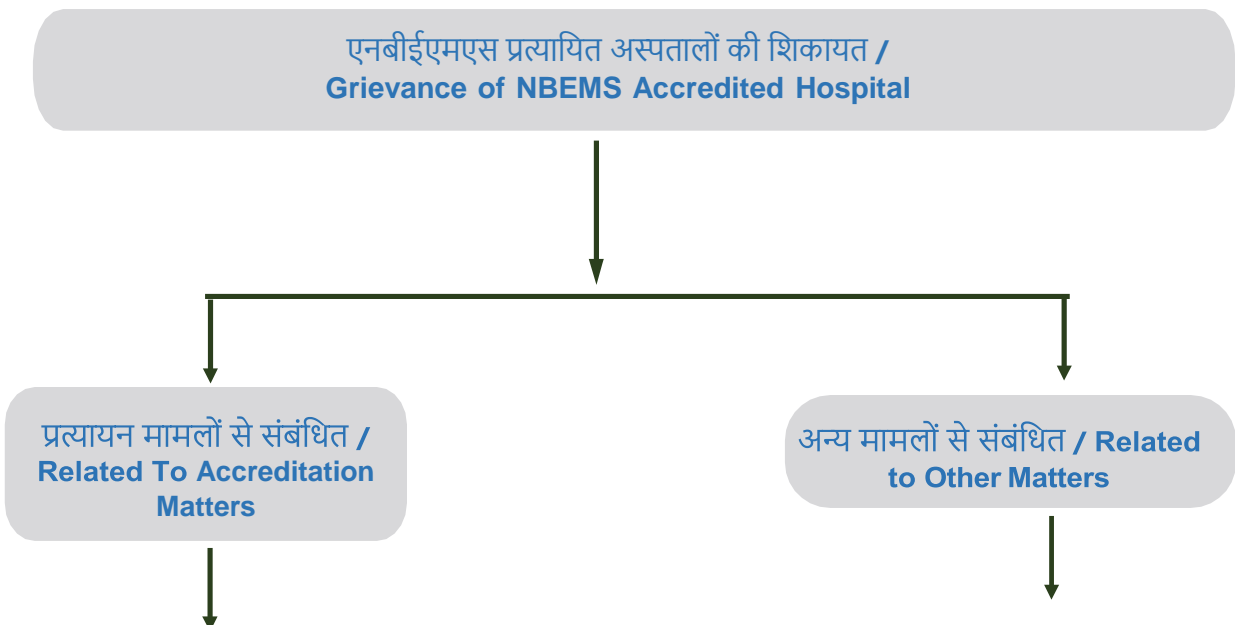 एनबीईएमएस प्रत्यायित अस्पतालों की शिकायत /
Grievance of NBEMS Accredited Hospital
प्रत्यायन मामलों से संबंधित /
Related To Accreditation
Matters
अन्य मामलों से संबंधित / Related
to Other Matters